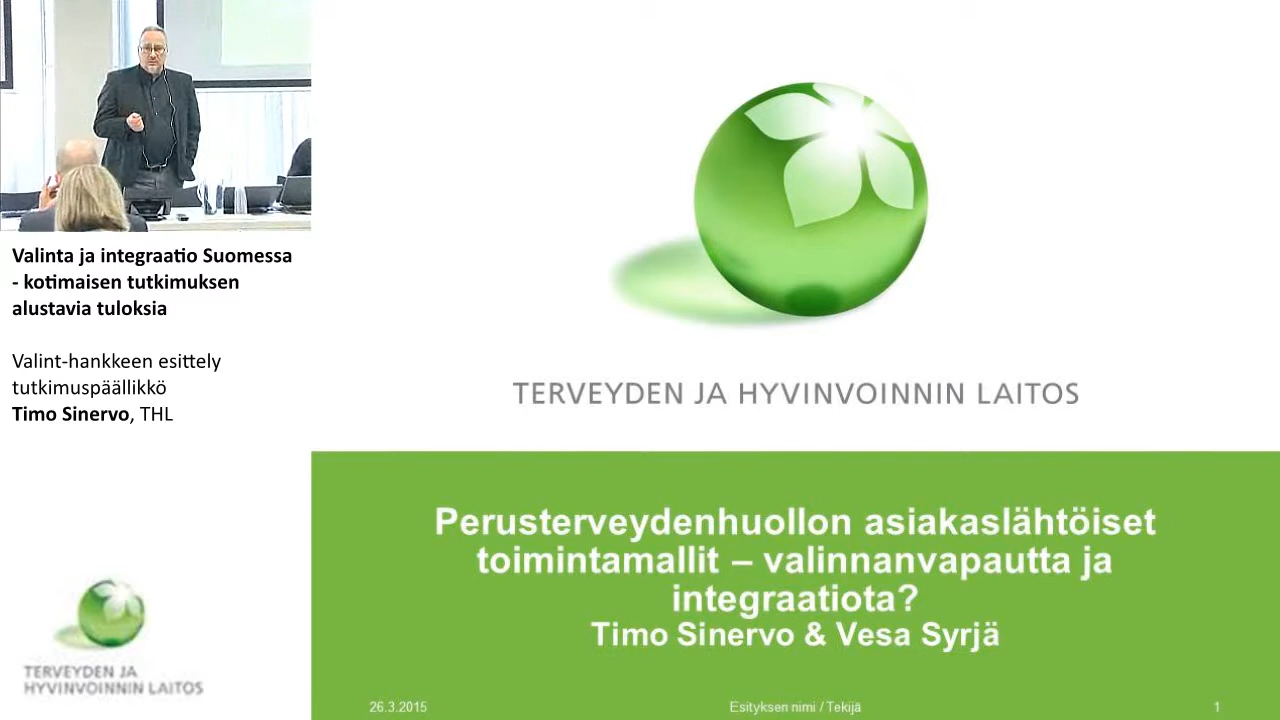 Valinta ja integraatio Suomessa
- kotimaisen tutkimuksen
alustavia tuloksia
Valint-hankkeen esittely
tutkimuspäällikkö
Timo Sinervo, THL
TERVEYDEN JA
HYVINVOINNIN LAITOS
TERVEYDEN JA HYVINVOINNIN LAITOS
Perusterveydenhuollon asiakaslähtöiset
toimintamallit – valinnanvapautta ja
integraatiota?
Timo Sinervo & Vesa Syrjä
26.3.2015
Esityksen nimi / Tekijä
1